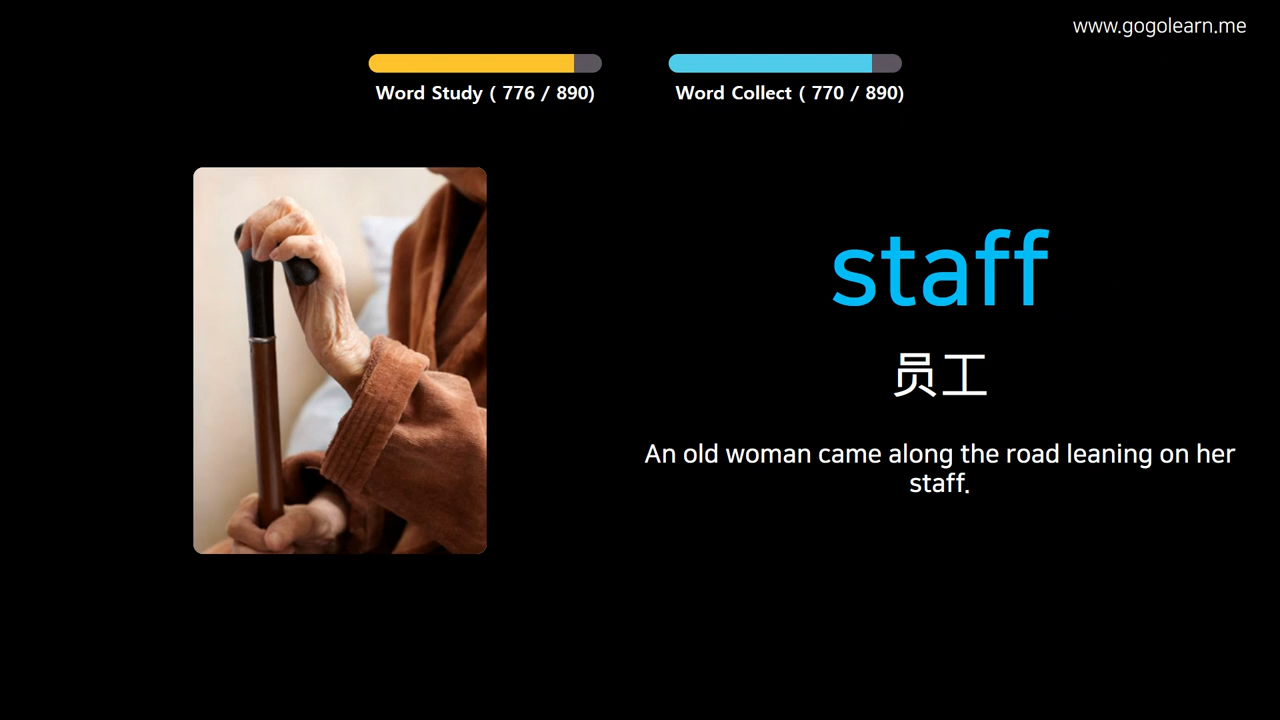 www.gogolearn.me
Word Study ( 776 / 890)
Word Collect ( 770 / 890)
staff
员工
An old woman came along the road leaning on her
staff.